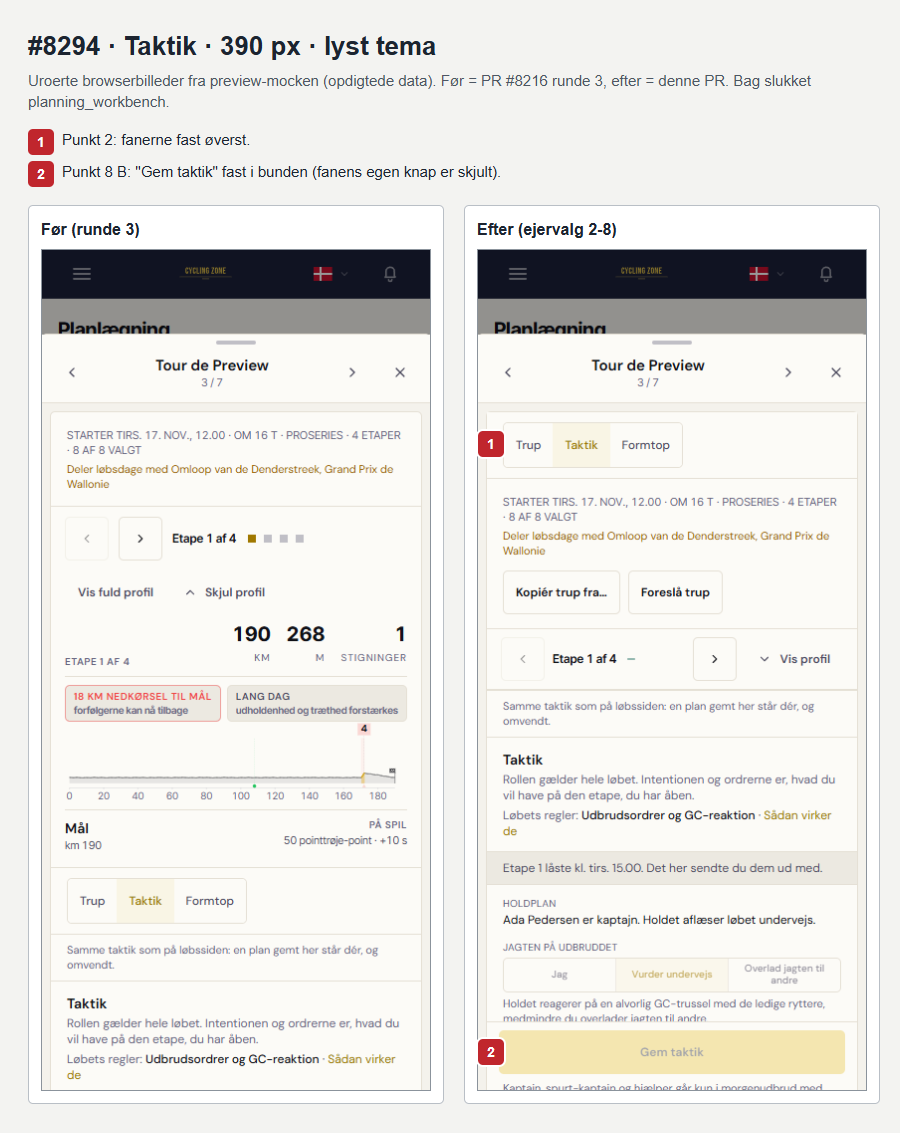 #8294 · Taktik · 390 px · lyst tema
Uroerte browserbilleder fra preview-mocken (opdigtede data). Før = PR #8216 runde 3, efter = denne PR. Bag slukket
planning_workbench.
1 Punkt 2: fanerne fast øverst.
2 Punkt 8 B: "Gem taktik" fast i bunden (fanens egen knap er skjult).
Før (runde 3)
CYCLING ZONE
Planlægning
Tour de Preview
3 / 7
STARTER TIRS. 17. NOV., 12.00 · OM 16 T · PROSERIES · 4 ETAPER
· 8 AF 8 VALGT
Deler løbsdage med Omloop van de Denderstreek, Grand Prix de
Wallonie
Etape 1 af 4
Vis fuld profil Skjul profil
190 268 1
ETAPE 1 AF 4 KM M STIGNINGER
18 KM NEDKØRSEL TIL MÅL
forfølgerne kan nå tilbage
LANG DAG
udholdenhed og træthed forstærkes
4
0 20 40 60 80 100 120 140 160 180
Mål
km 190
PÅ SPIL
50 pointtrøje-point · +10 s
Trup Taktik Formtop
Samme taktik som på løbssiden: en plan gemt her står dér, og
omvendt.
Taktik
Rollen gælder hele løbet. Intentionen og ordrerne er, hvad du
vil have på den etape, du har åben.
Løbets regler: Udbrudsordrer og GC-reaktion · Sådan virker
de
Efter (ejervalg 2-8)
CYCLING ZONE
Planlægning
Tour de Preview
3 / 7
1
Trup Taktik Formtop
STARTER TIRS. 17. NOV., 12.00 · OM 16 T · PROSERIES · 4 ETAPER
· 8 AF 8 VALGT
Deler løbsdage med Omloop van de Denderstreek, Grand Prix de
Wallonie
Kopiér trup fra… Foreslå trup
Etape 1 af 4 – Vis profil
Samme taktik som på løbssiden: en plan gemt her står dér, og
omvendt.
Taktik
Rollen gælder hele løbet. Intentionen og ordrerne er, hvad du
vil have på den etape, du har åben.
Løbets regler: Udbrudsordrer og GC-reaktion · Sådan virker
de
Etape 1 låste kl. tirs. 15.00. Det her sendte du dem ud med.
HOLDPLAN
Ada Pedersen er kaptajn. Holdet aflæser løbet undervejs.
JAGTEN PÅ UDBRUDDET
Jag Vurder undervejs Overlad jagten til
andre
Holdet reagerer på en alvorlig GC-trussel med de ledige ryttere,
medmindre du overlader jagten til andre.
2
Gem taktik
Kaptajn, spurt-kaptajn og hjælper går kun i morgenudbrud med